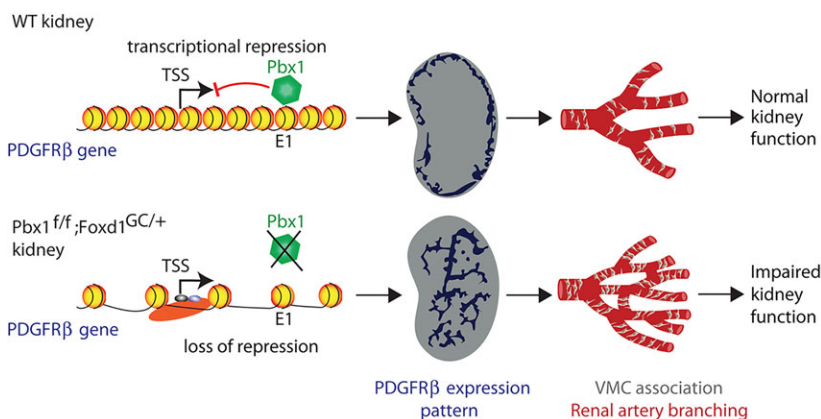 WT kidney
transcriptional repression
Pbx1
TSS
E1
PDGFRβ gene
Normal
kidney
function
Pbx1f/f;Foxd1GC/+
kidney
Pbx1
TSS
E1
PDGFRβ gene
loss of repression
Impaired
kidney
function
PDGFRβ expression
pattern
VMC association
Renal artery branching